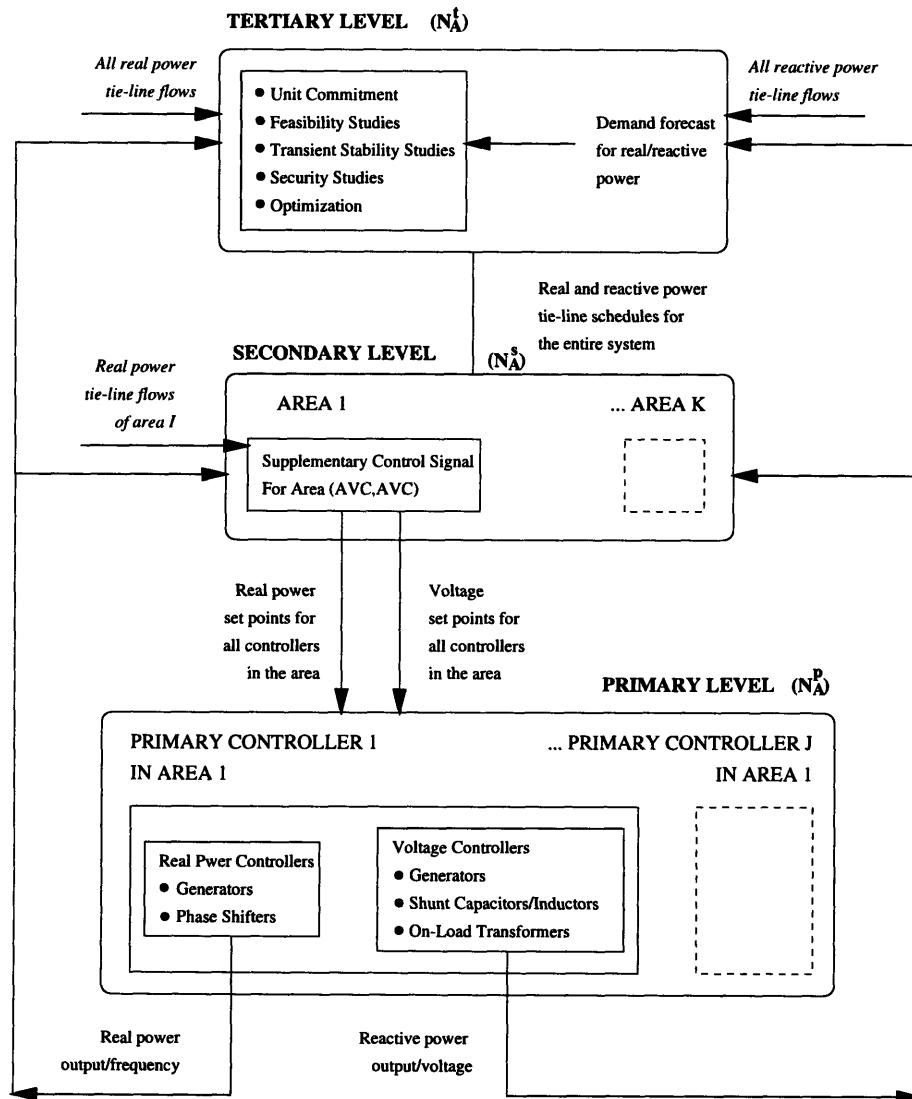 TERTIARY LEVEL (N_A^t)
All real power
tie-line flows
● Unit Commitment
● Feasibility Studies
● Transient Stability Studies
● Security Studies
● Optimization
Demand forecast
for real/reactive
power
All reactive power
tie-line flows
Real and reactive power
tie-line schedules for
the entire system
SECONDARY LEVEL (N_A^s)
Real power
tie-line flows
of area I
AREA 1
... AREA K
Supplementary Control Signal
For Area (AVC,AVC)
Real power
set points for
all controllers
in the area
Voltage
set points for
all controllers
in the area
PRIMARY LEVEL (N_A^p)
PRIMARY CONTROLLER 1
IN AREA 1
... PRIMARY CONTROLLER J
IN AREA 1
Real Pwer Controllers
● Generators
● Phase Shifters
Voltage Controllers
● Generators
● Shunt Capacitors/Inductors
● On-Load Transformers
Real power
output/frequency
Reactive power
output/voltage